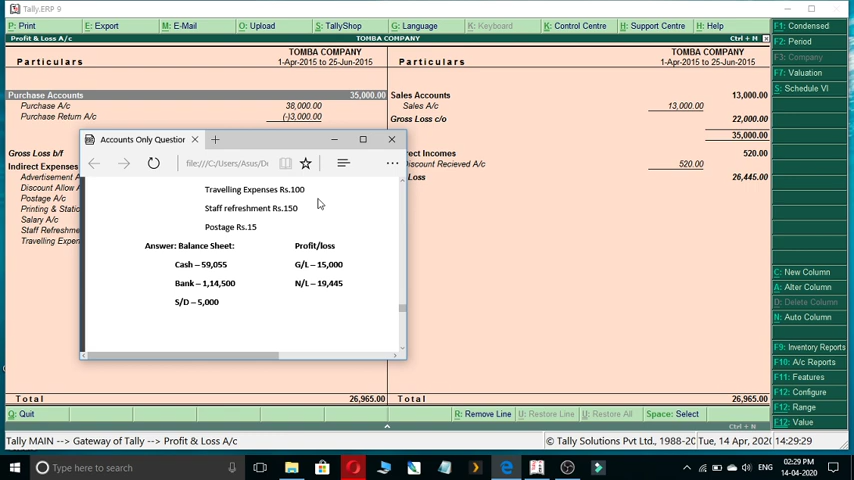 Tally.ERP 9
P: Print E: Export M: E-Mail O: Upload S: TallyShop G: Language K: Keyboard K: Control Centre H: Support Centre H: Help
F1: Condensed
F2: Period
F3: Company
F7: Valuation
S: Schedule VI
C: New Column
A: Alter Column
D: Delete Column
N: Auto Column
F9: Inventory Reports
F10: A/c Reports
F11: Features
F12: Configure
F12: Range
F12: Value
Profit & Loss A/c TOMBA COMPANY Ctrl + M
TOMBA COMPANY TOMBA COMPANY
Particulars 1-Apr-2015 to 25-Jun-2015 Particulars 1-Apr-2015 to 25-Jun-2015
Purchase Accounts 35,000.00 Sales Accounts 13,000.00
Purchase A/c 38,000.00 Sales A/c 13,000.00
Purchase Return A/c (-)3,000.00 Gross Loss c/o 22,000.00
35,000.00
Gross Loss b/f ect Incomes 520.00
Indirect Expenses iscount Recieved A/c 520.00
Advertisement A Loss 26,445.00
Discount Allow A
Postage A/c
Printing & Static
Salary A/c
Staff Refreshme
Travelling Expen
Accounts Only Question
file:///C:/Users/Asus/De
Travelling Expenses Rs.100
Staff refreshment Rs.150
Postage Rs.15
Answer: Balance Sheet: Profit/loss
Cash – 59,055 G/L – 15,000
Bank – 1,14,500 N/L – 19,445
S/D – 5,000
Total 26,965.00 Total 26,965.00
Q: Quit R: Remove Line U: Restore Line U: Restore All Space: Select
Ctrl + N
Tally MAIN --> Gateway of Tally --> Profit & Loss A/c © Tally Solutions Pvt Ltd., 1988-20 Tue, 14 Apr, 2020 14:29:29
Type here to search ENG 02:29 PM
14-04-2020